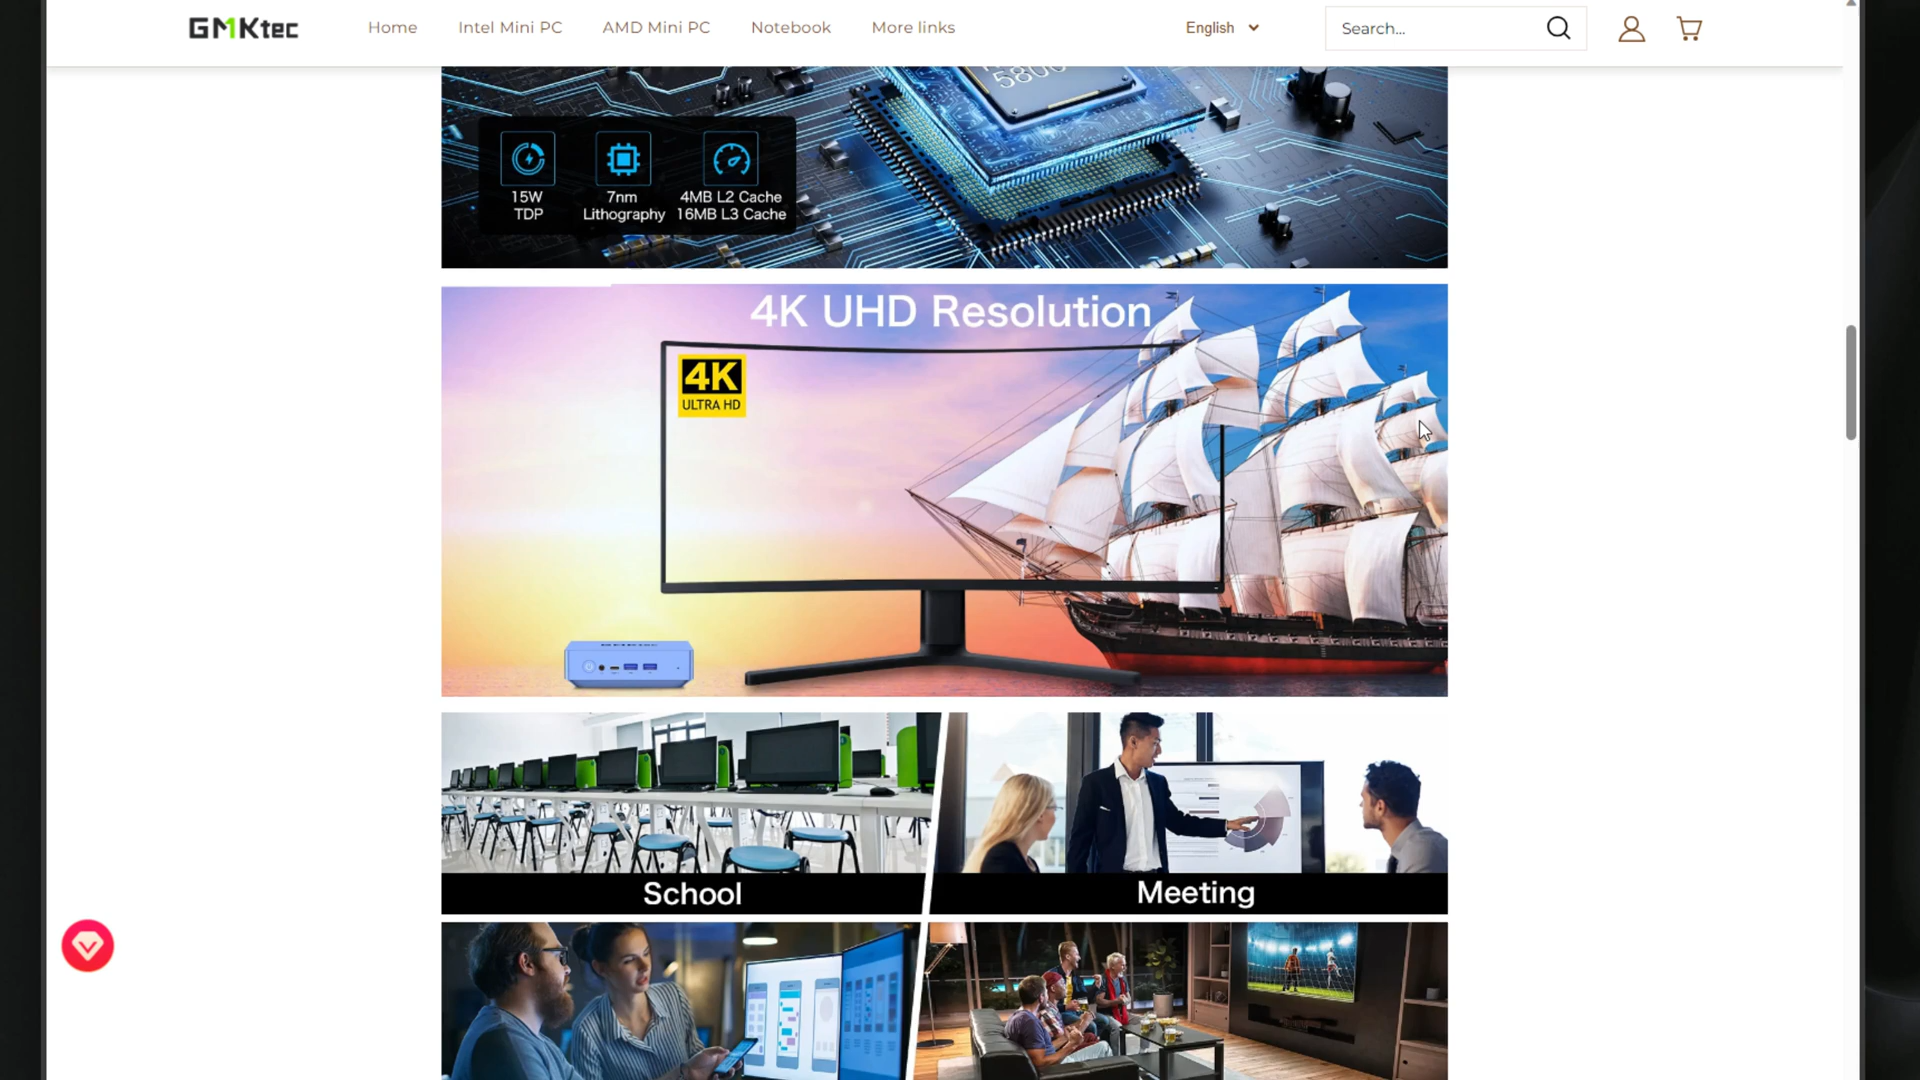 GMKtec
Home
Intel Mini PC
AMD Mini PC
Notebook
More links
English
Search...
15W
TDP
7nm
Lithography
4MB L2 Cache
16MB L3 Cache
4K UHD Resolution
4K
ULTRA HD
School
Meeting